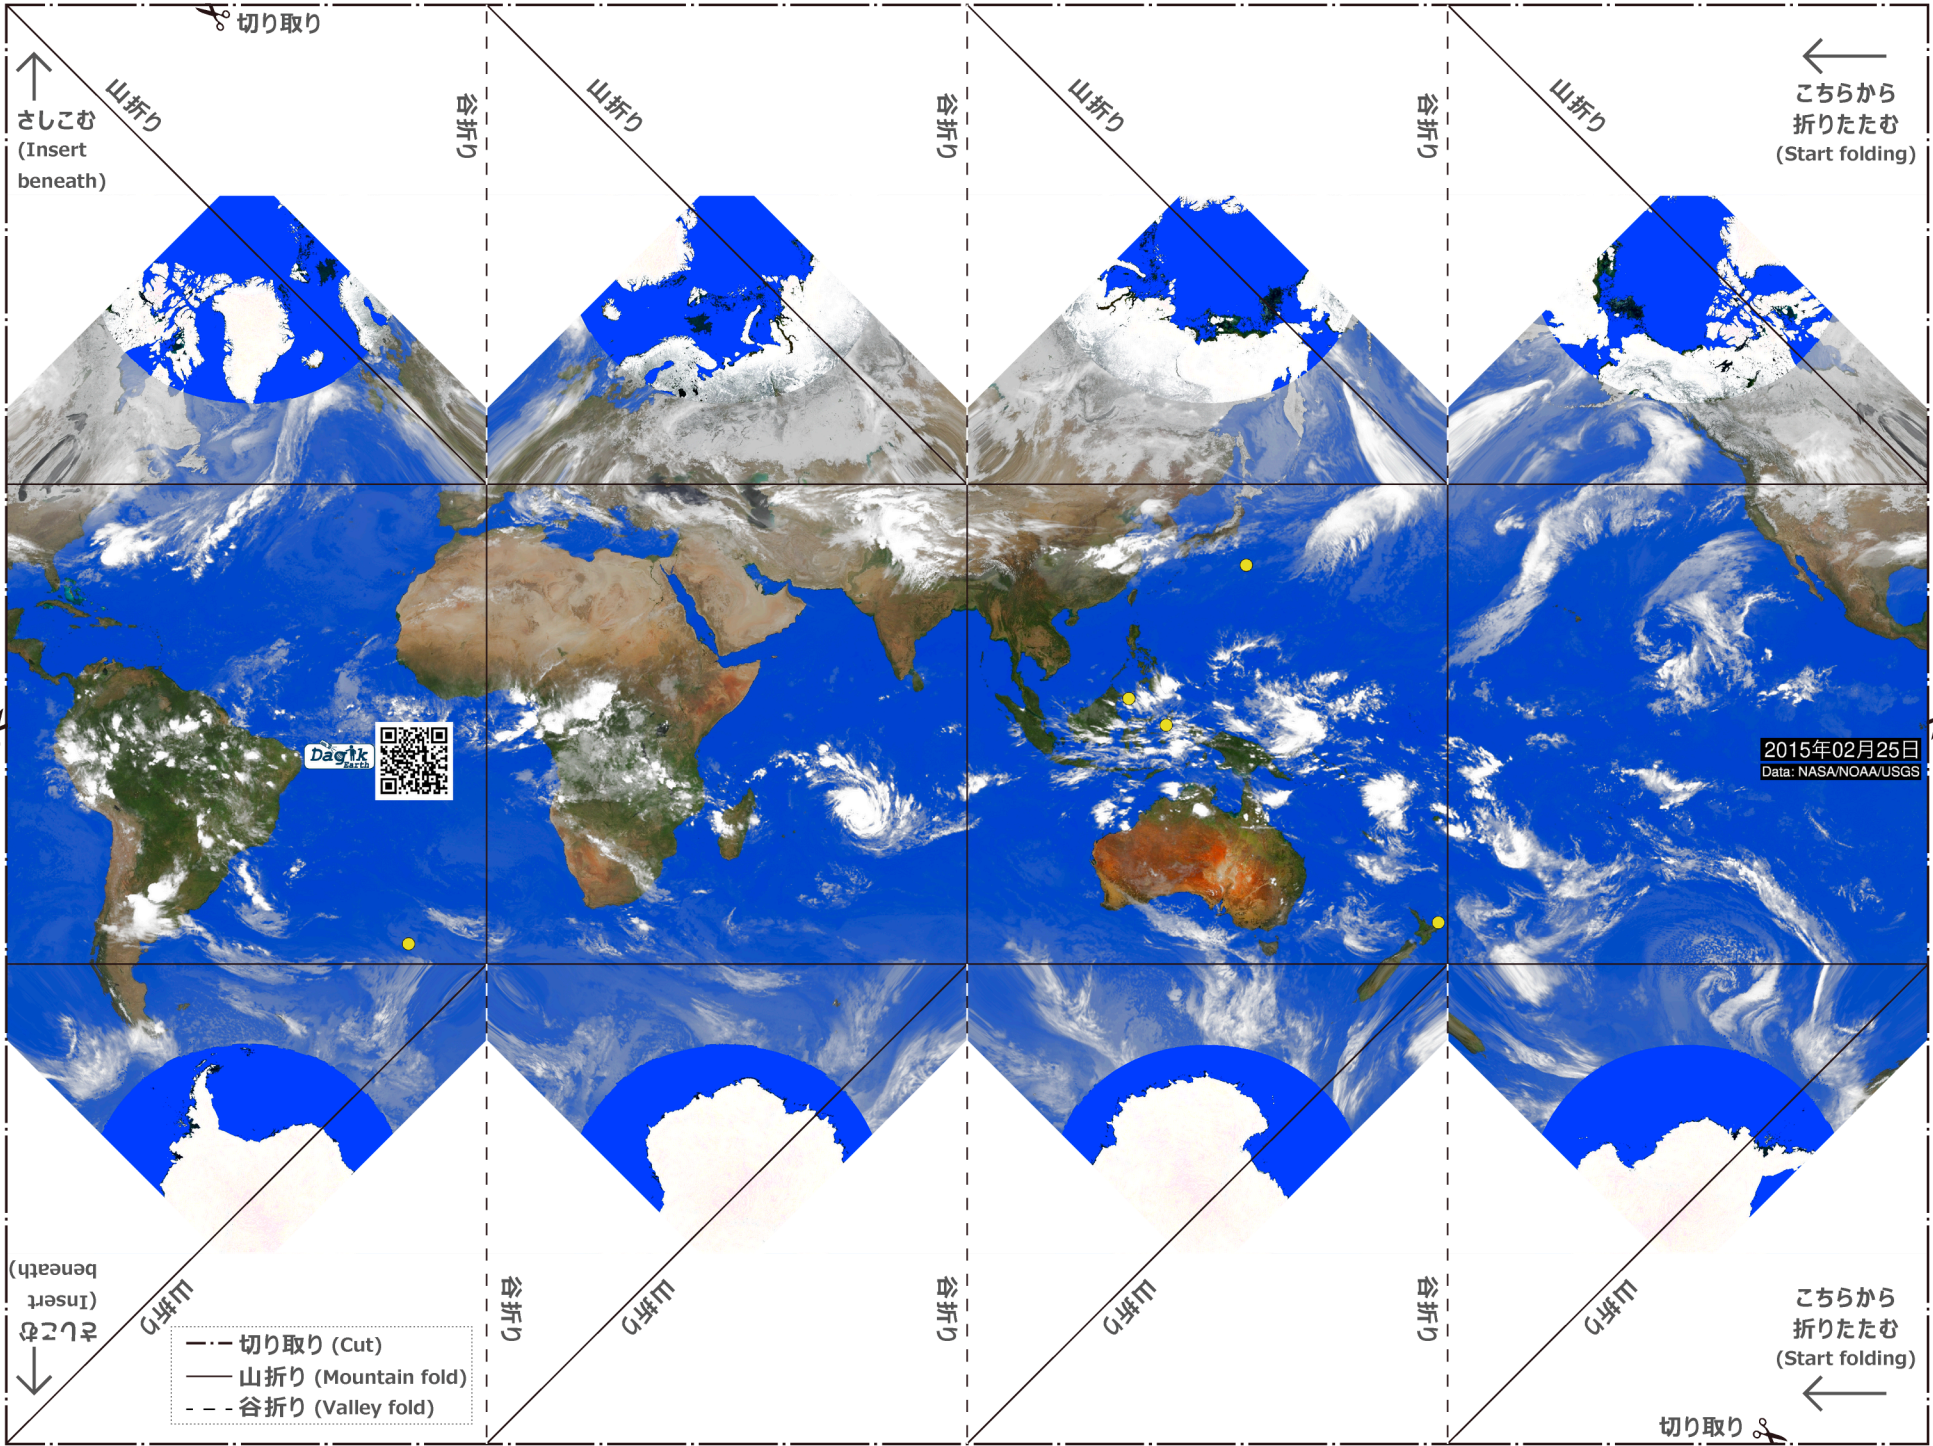 切り取り
山折り
谷折り
山折り
谷折り
山折り
谷折り
山折り
さしこむ
(Insert
beneath)
こちらから
折りたたむ
(Start folding)
Dagik
Earth
2015年02月25日
Data: NASA/NOAA/USGS
さしこむ
(Insert
beneath)
山折り
谷折り
山折り
谷折り
山折り
谷折り
山折り
こちらから
折りたたむ
(Start folding)
切り取り (Cut)
山折り (Mountain fold)
谷折り (Valley fold)
切り取り